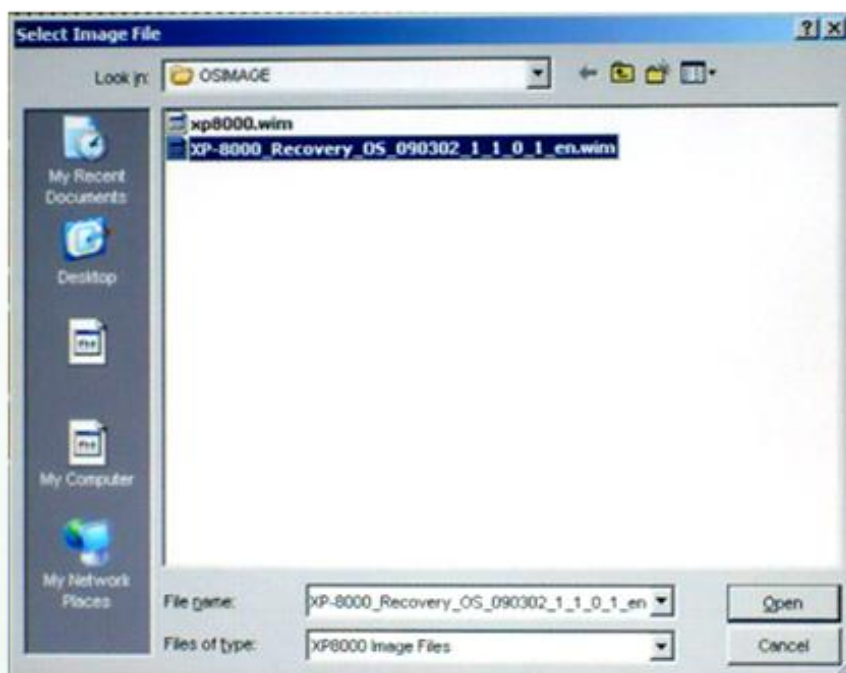 Select Image File
Look in:
OSIMAGE
xp8000.wim
XP-8000_Recovery_OS_090302_1_1_0_1_en.wim
My Recent
Documents
Desktop
My Computer
My Network
Places
File name:
XP-8000_Recovery_OS_090302_1_1_0_1_en
Open
Files of type:
XP8000 Image Files
Cancel